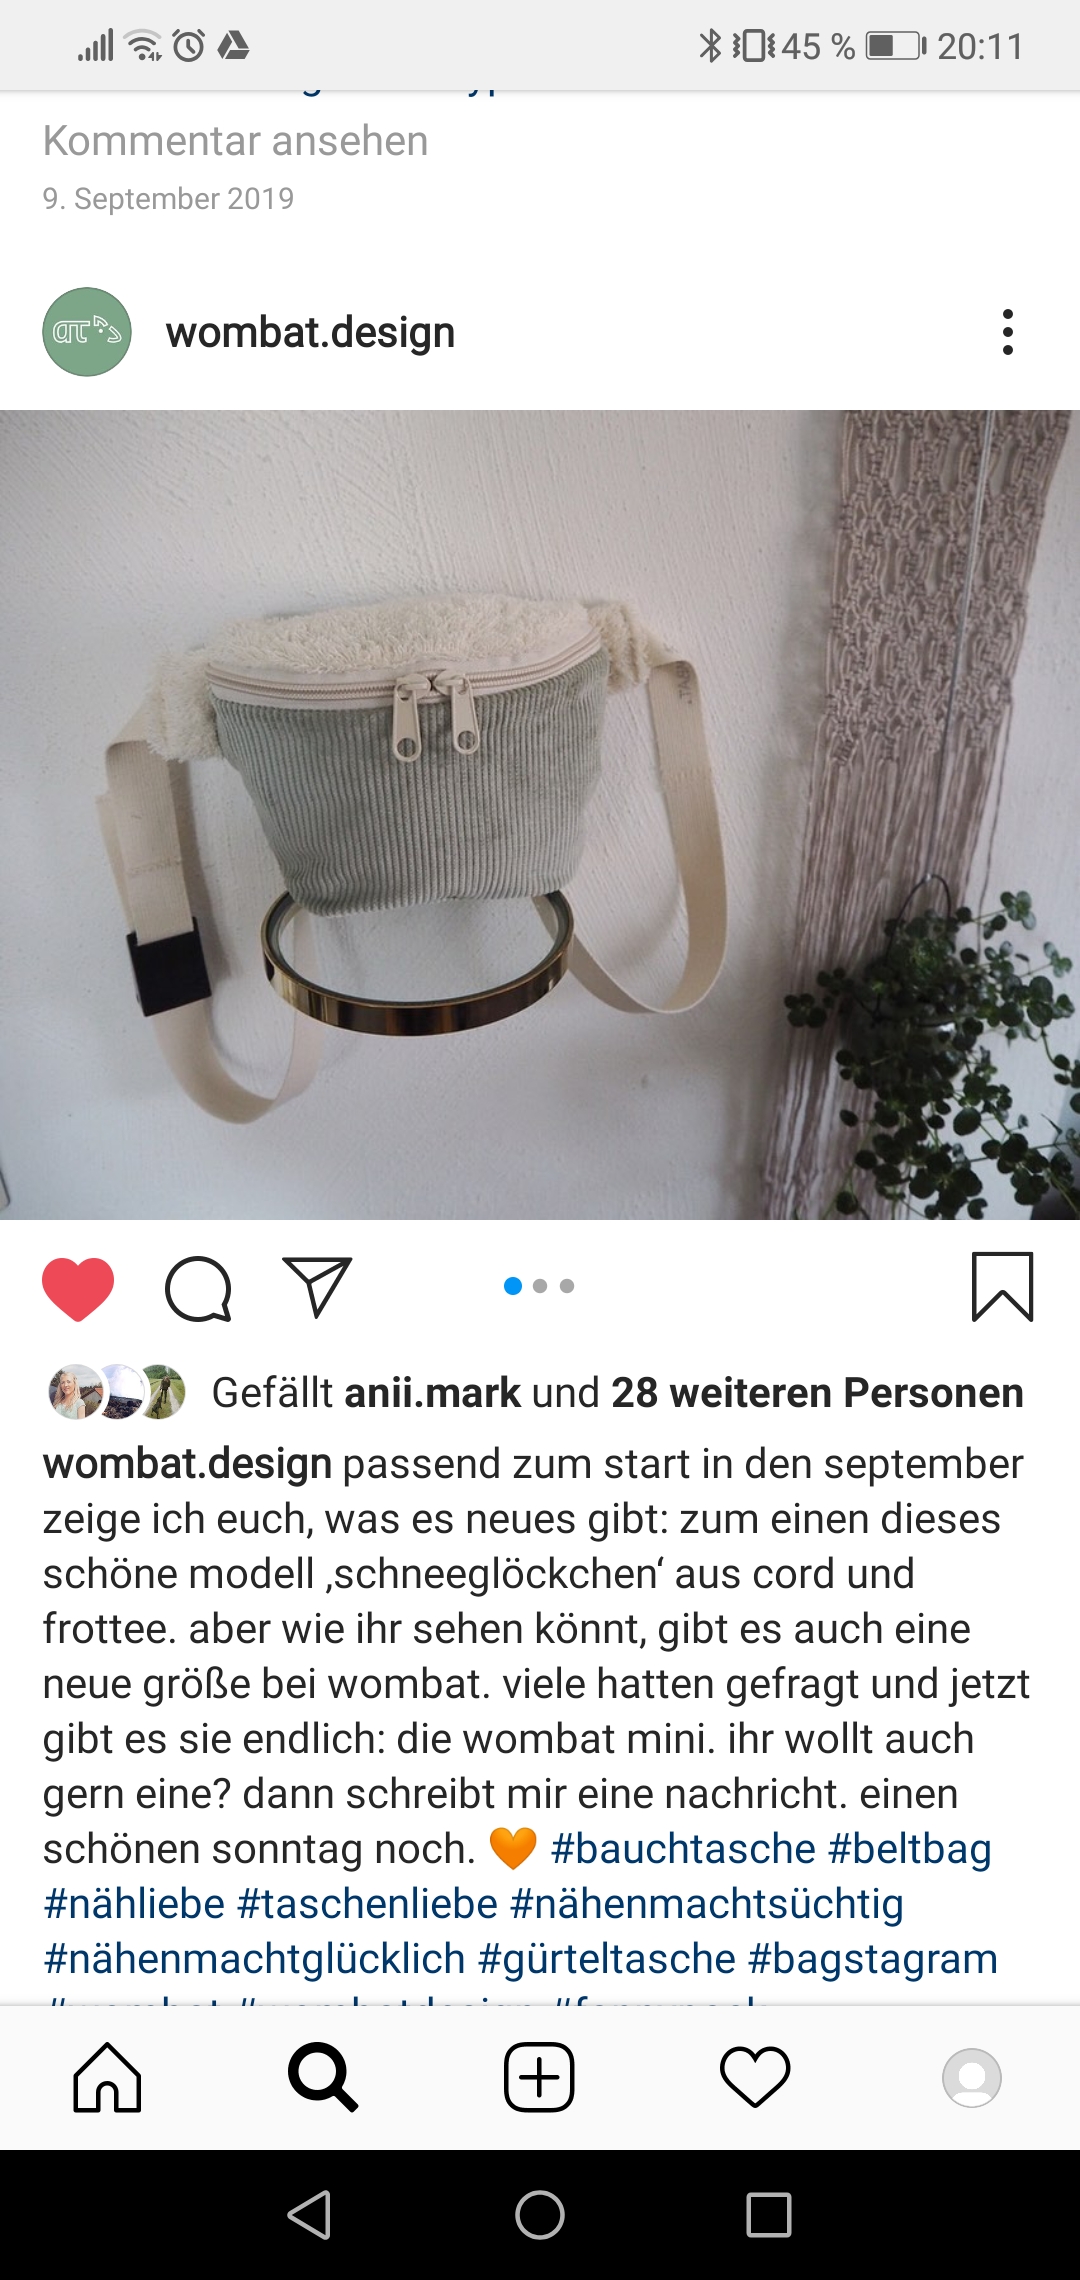 45 % 20:11
Kommentar ansehen
9. September 2019
wombat.design
Gefällt anii.mark und 28 weiteren Personen
wombat.design passend zum start in den september
zeige ich euch, was es neues gibt: zum einen dieses
schöne modell ‚schneeglöckchen‘ aus cord und
frottee. aber wie ihr sehen könnt, gibt es auch eine
neue größe bei wombat. viele hatten gefragt und jetzt
gibt es sie endlich: die wombat mini. ihr wollt auch
gern eine? dann schreibt mir eine nachricht. einen
schönen sonntag noch. 🧡 #bauchtasche #beltbag
#nähliebe #taschenliebe #nähenmachtsüchtig
#nähenmachtglücklich #gürteltasche #bagstagram
#wombat #wombatdesign #fannypack